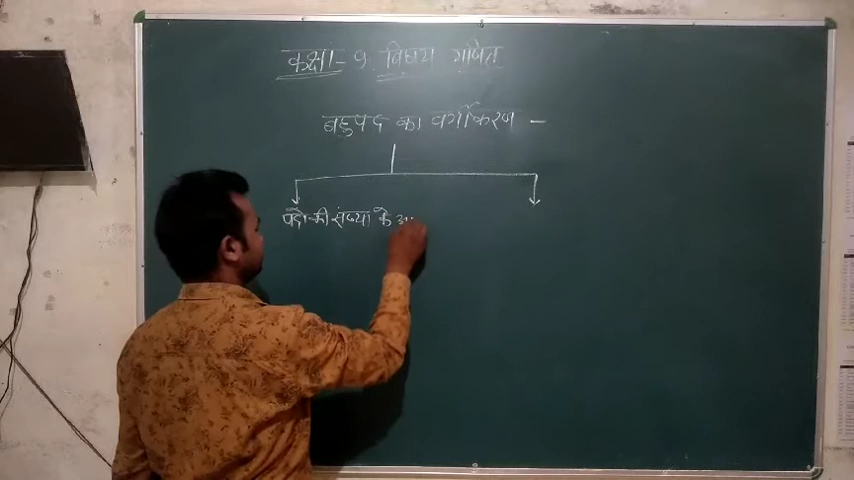 कक्षा - 9. विषय गणित
बहुपद का वर्गीकरण -
पदो की संख्या के आ